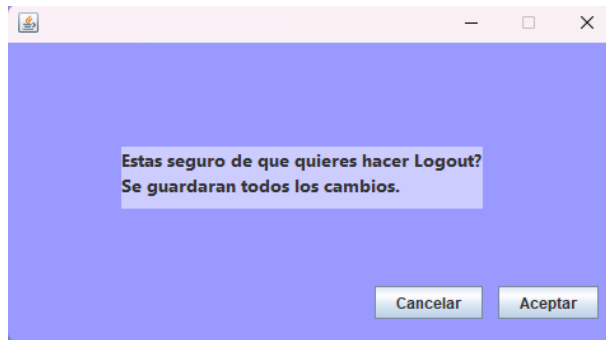 Estas seguro de que quieres hacer Logout?
Se guardaran todos los cambios.
Cancelar
Aceptar